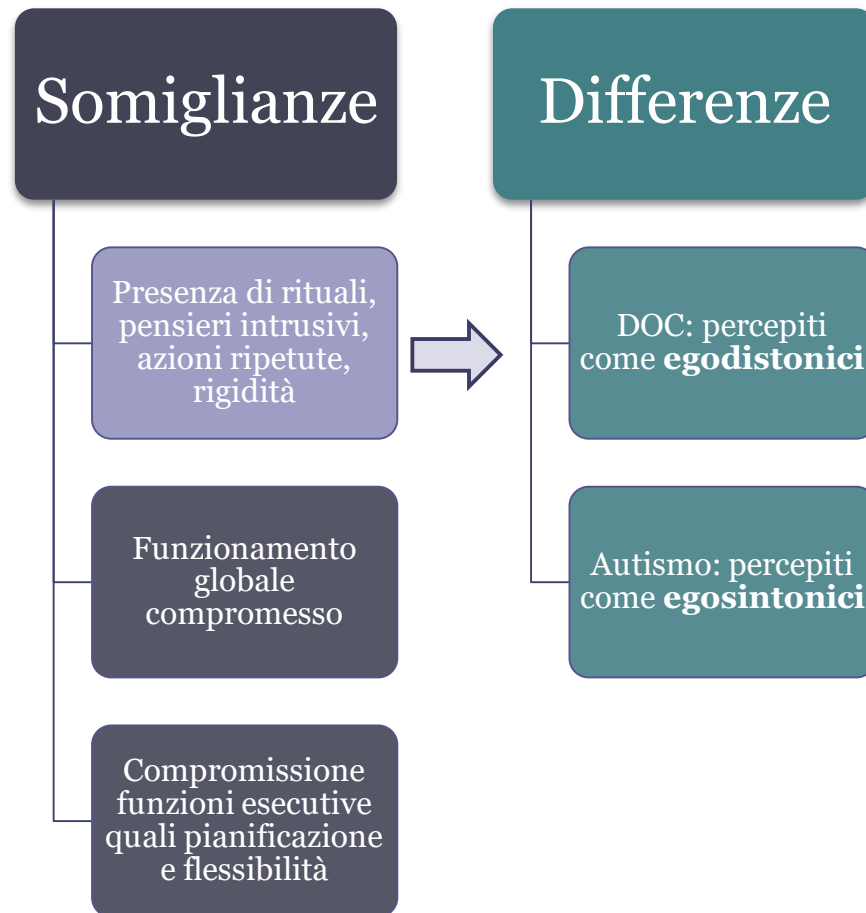 Somiglianze
Presenza di rituali,
pensieri intrusivi,
azioni ripetute,
rigidità
Funzionamento
globale
compromesso
Compromissione
funzioni esecutive
quali pianificazione
e flessibilità
Differenze
DOC: percepiti
come egodistonici
Autismo: percepiti
come egosintonici